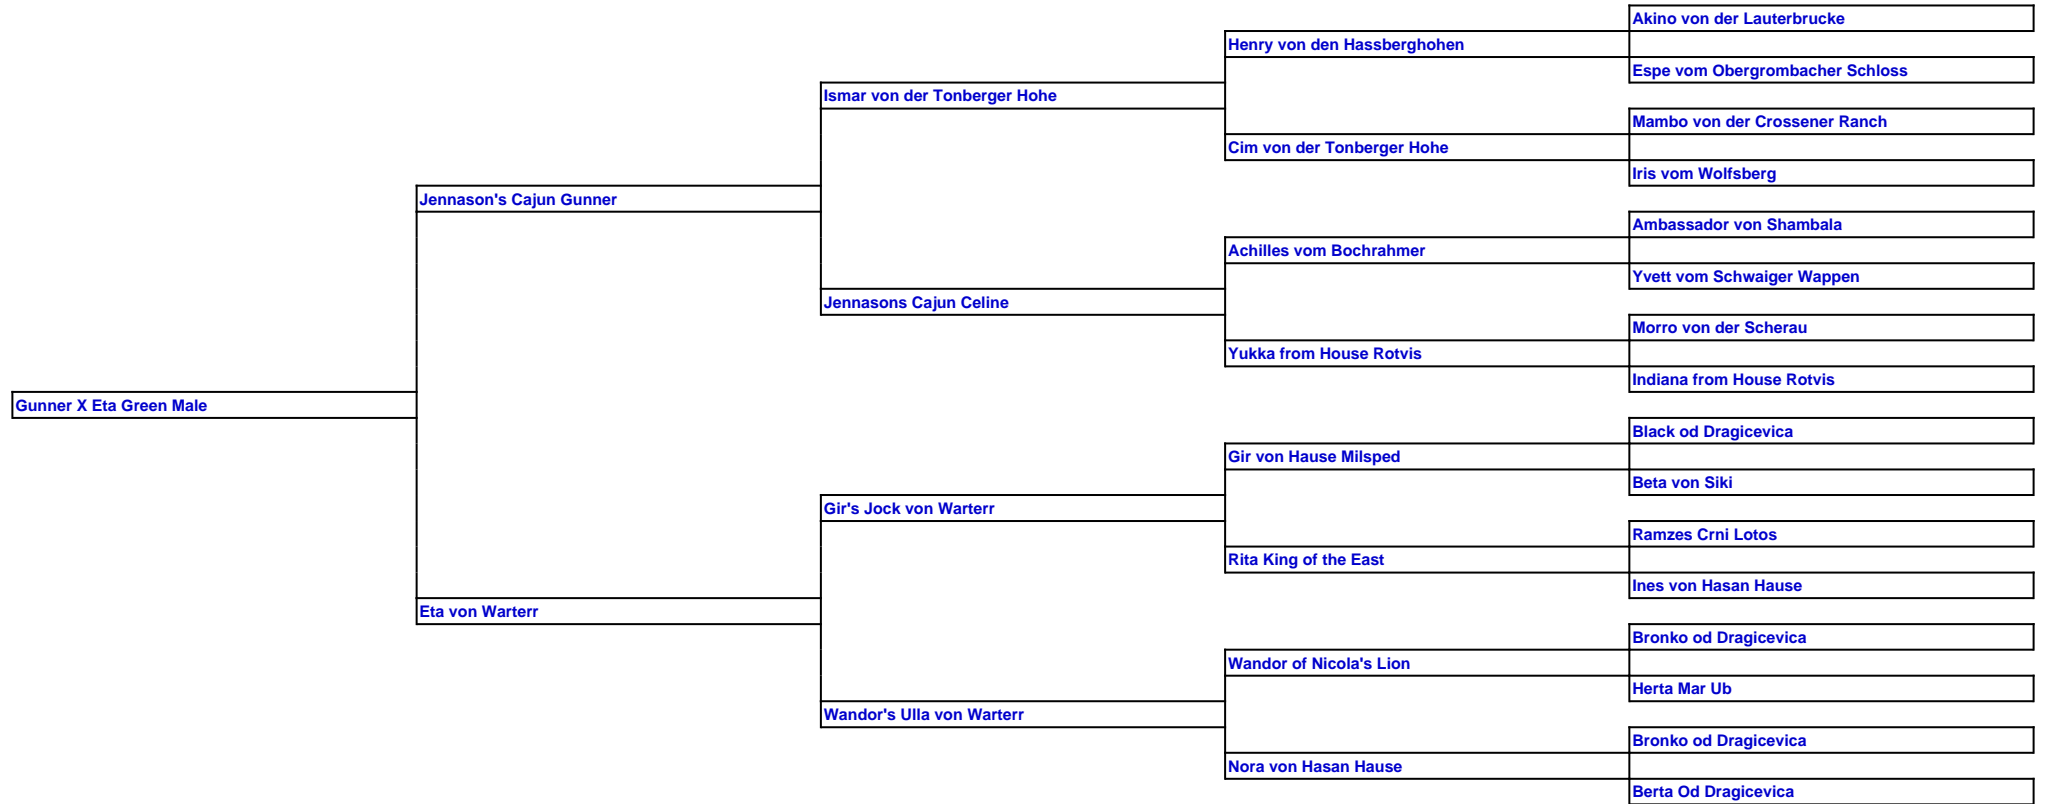 Akino von der Lauterbrucke
Henry von den Hassberghohen
Espe vom Obergrombacher Schloss
Ismar von der Tonberger Hohe
Mambo von der Crossener Ranch
Cim von der Tonberger Hohe
Iris vom Wolfsberg
Jennason's Cajun Gunner
Ambassador von Shambala
Achilles vom Bochrahmer
Yvett vom Schwaiger Wappen
Jennasons Cajun Celine
Morro von der Scherau
Yukka from House Rotvis
Indiana from House Rotvis
Gunner X Eta Green Male
Black od Dragicevica
Gir von Hause Milsped
Beta von Siki
Gir's Jock von Warterr
Ramzes Crni Lotos
Rita King of the East
Ines von Hasan Hause
Eta von Warterr
Bronko od Dragicevica
Wandor of Nicola's Lion
Herta Mar Ub
Wandor's Ulla von Warterr
Bronko od Dragicevica
Nora von Hasan Hause
Berta Od Dragicevica